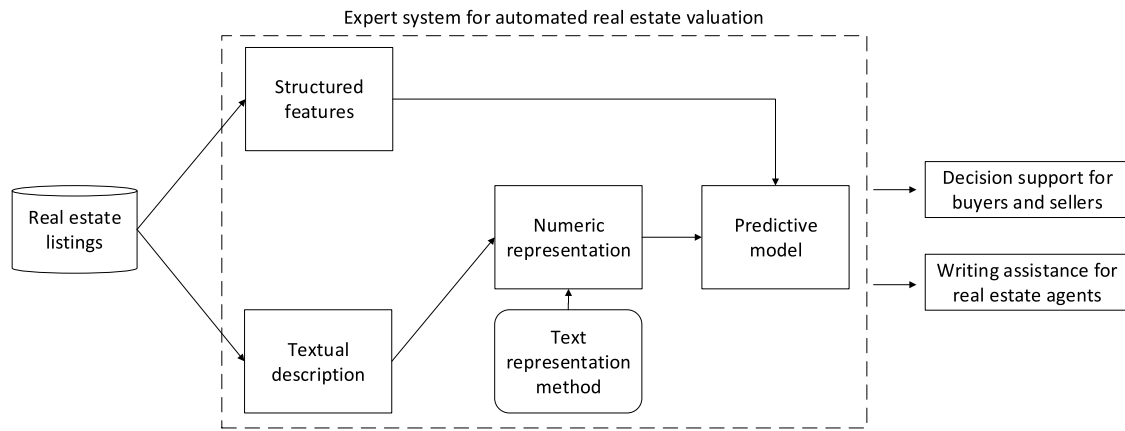 Expert system for automated real estate valuation
Structured
features
Real estate
listings
Numeric
representation
Predictive
model
Decision support for
buyers and sellers
Writing assistance for
real estate agents
Textual
description
Text
representation
method